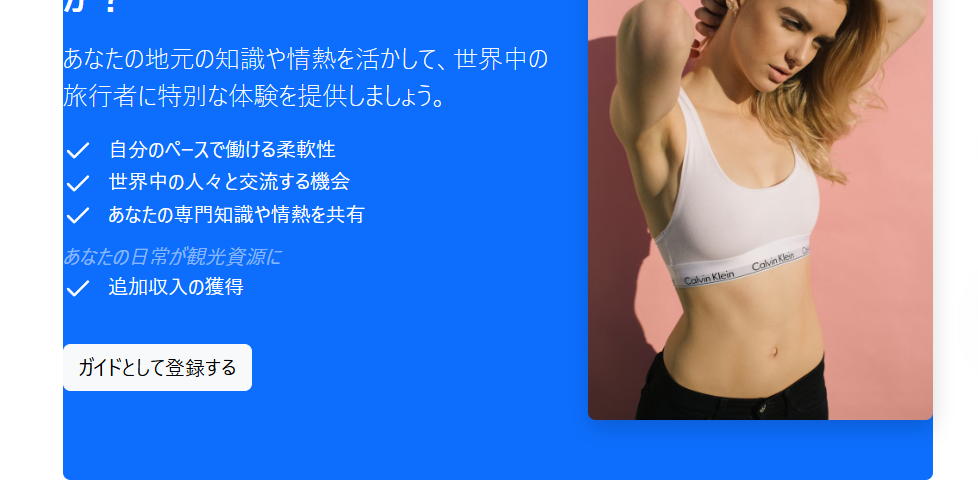 か？
あなたの地元の知識や情熱を活かして、世界中の
旅行者に特別な体験を提供しましょう。
自分のペースで働ける柔軟性
世界中の人々と交流する機会
あなたの専門知識や情熱を共有
あなたの日常が観光資源に
追加収入の獲得
ガイドとして登録する
Calvin Klein Calvin Klein